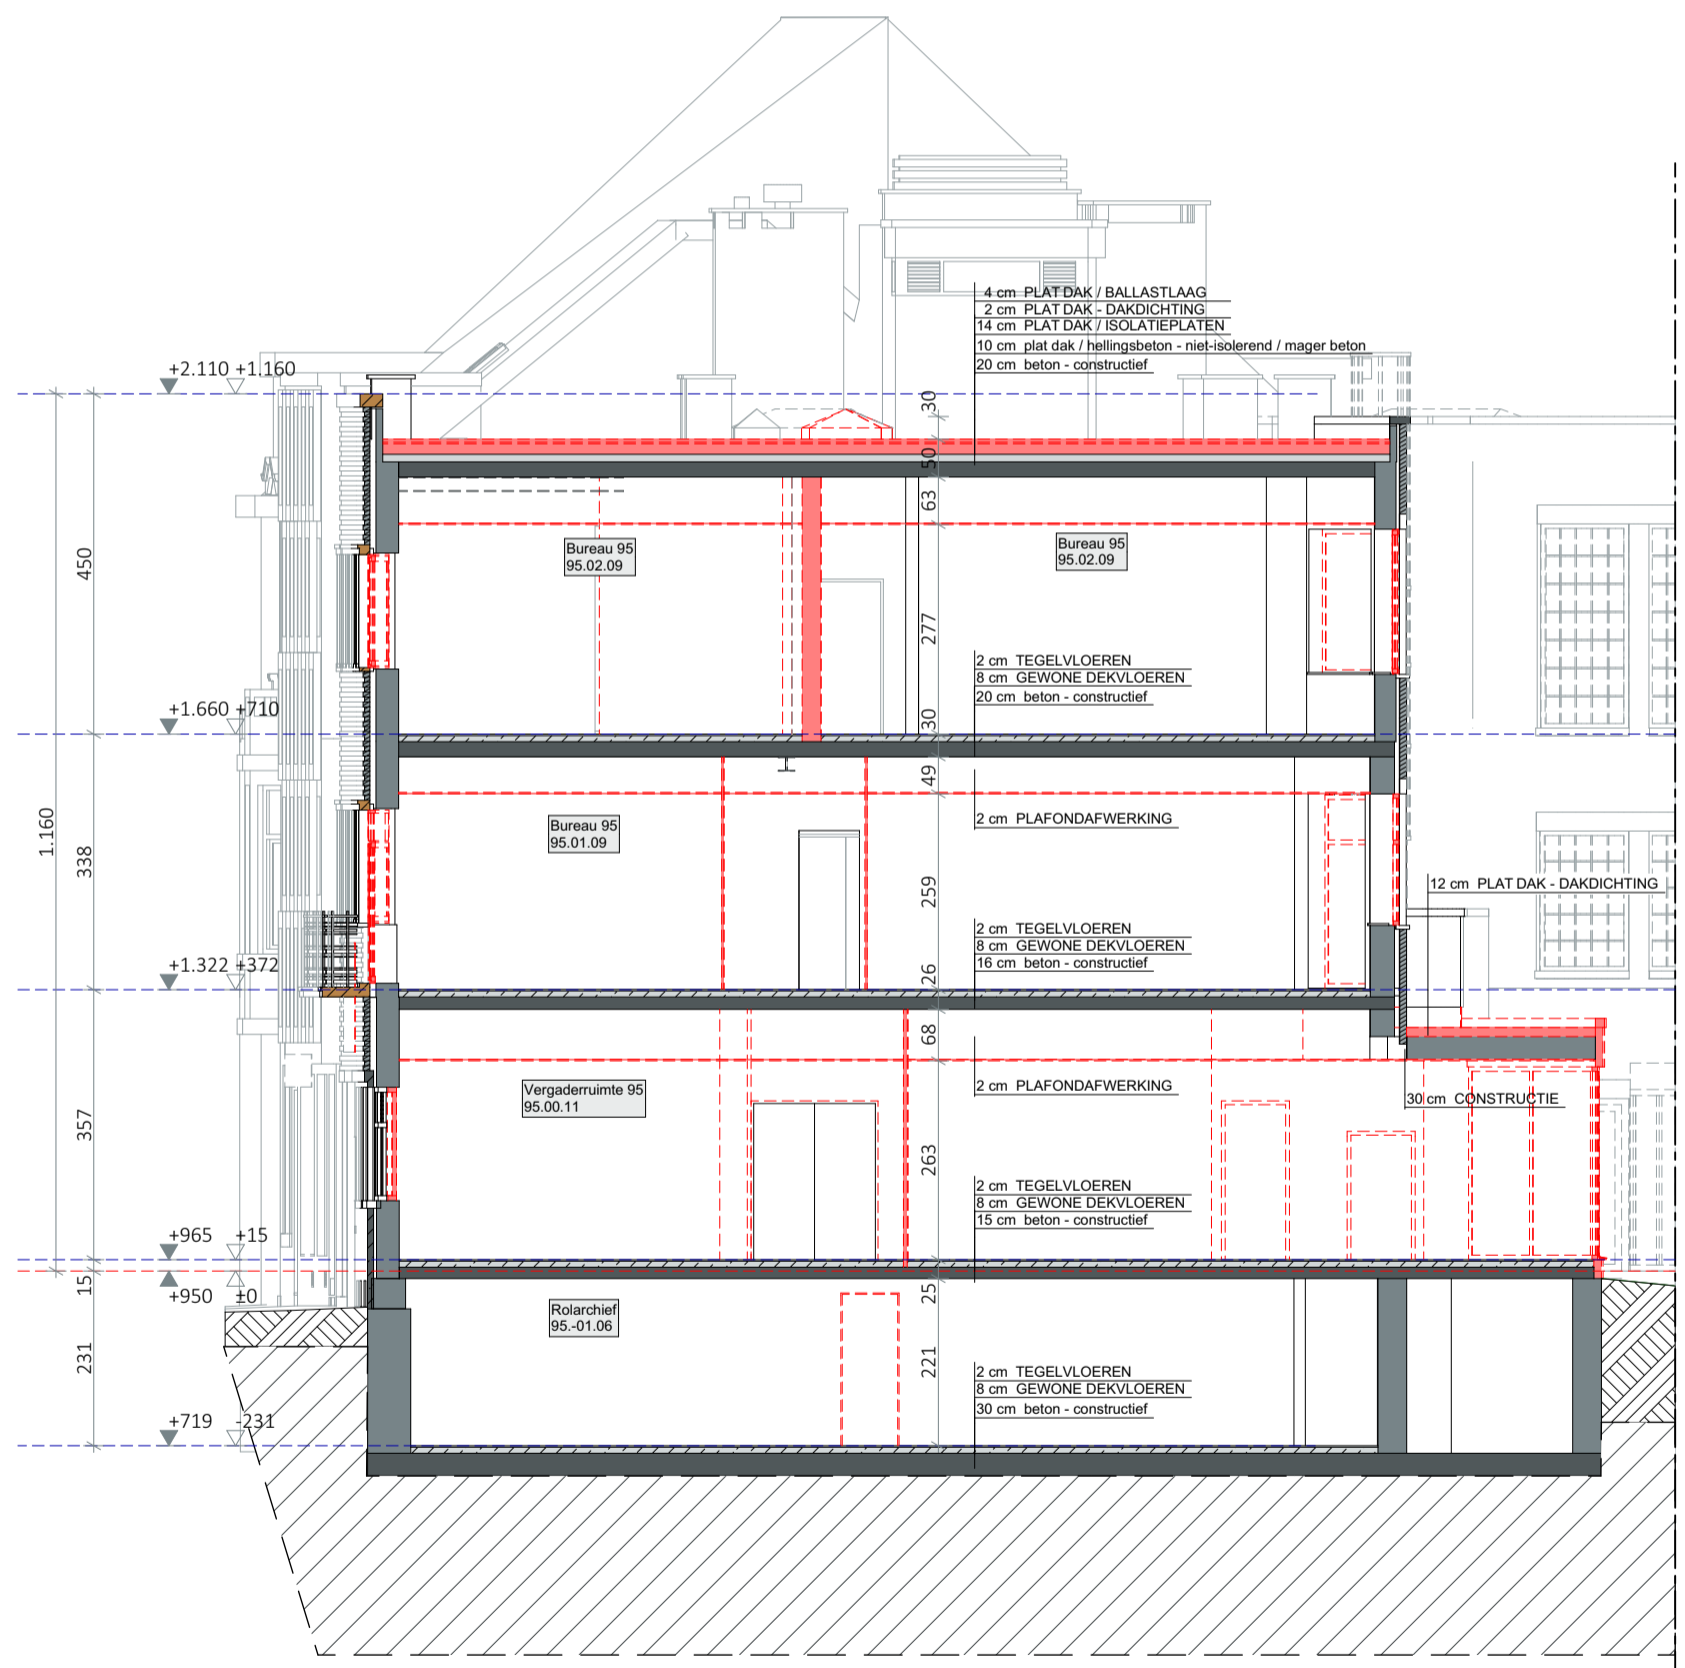 4 cm PLAT DAK / BALLASTLAAG
2 cm PLAT DAK - DAKDICHTING
14 cm PLAT DAK / ISOLATIEPLATEN
10 cm plat dak / hellingsbeton - niet-isolerend / mager beton
20 cm beton - constructief
+2.110 +1.160
30
50
63
450
Bureau 95
95.02.09
Bureau 95
95.02.09
277
2 cm TEGELVLOEREN
8 cm GEWONE DEKVLOEREN
20 cm beton - constructief
+1.660 +710
30
49
1.160
338
Bureau 95
95.01.09
2 cm PLAFONDAFWERKING
259
12 cm PLAT DAK - DAKDICHTING
2 cm TEGELVLOEREN
8 cm GEWONE DEKVLOEREN
16 cm beton - constructief
+1.322 +372
26
68
357
Vergaderruimte 95
95.00.11
2 cm PLAFONDAFWERKING
30 cm CONSTRUCTIE
263
2 cm TEGELVLOEREN
8 cm GEWONE DEKVLOEREN
15 cm beton - constructief
+965 +15
15
+950 ±0
25
Rolarchief
95.-01.06
231
221
2 cm TEGELVLOEREN
8 cm GEWONE DEKVLOEREN
30 cm beton - constructief
+719 -231